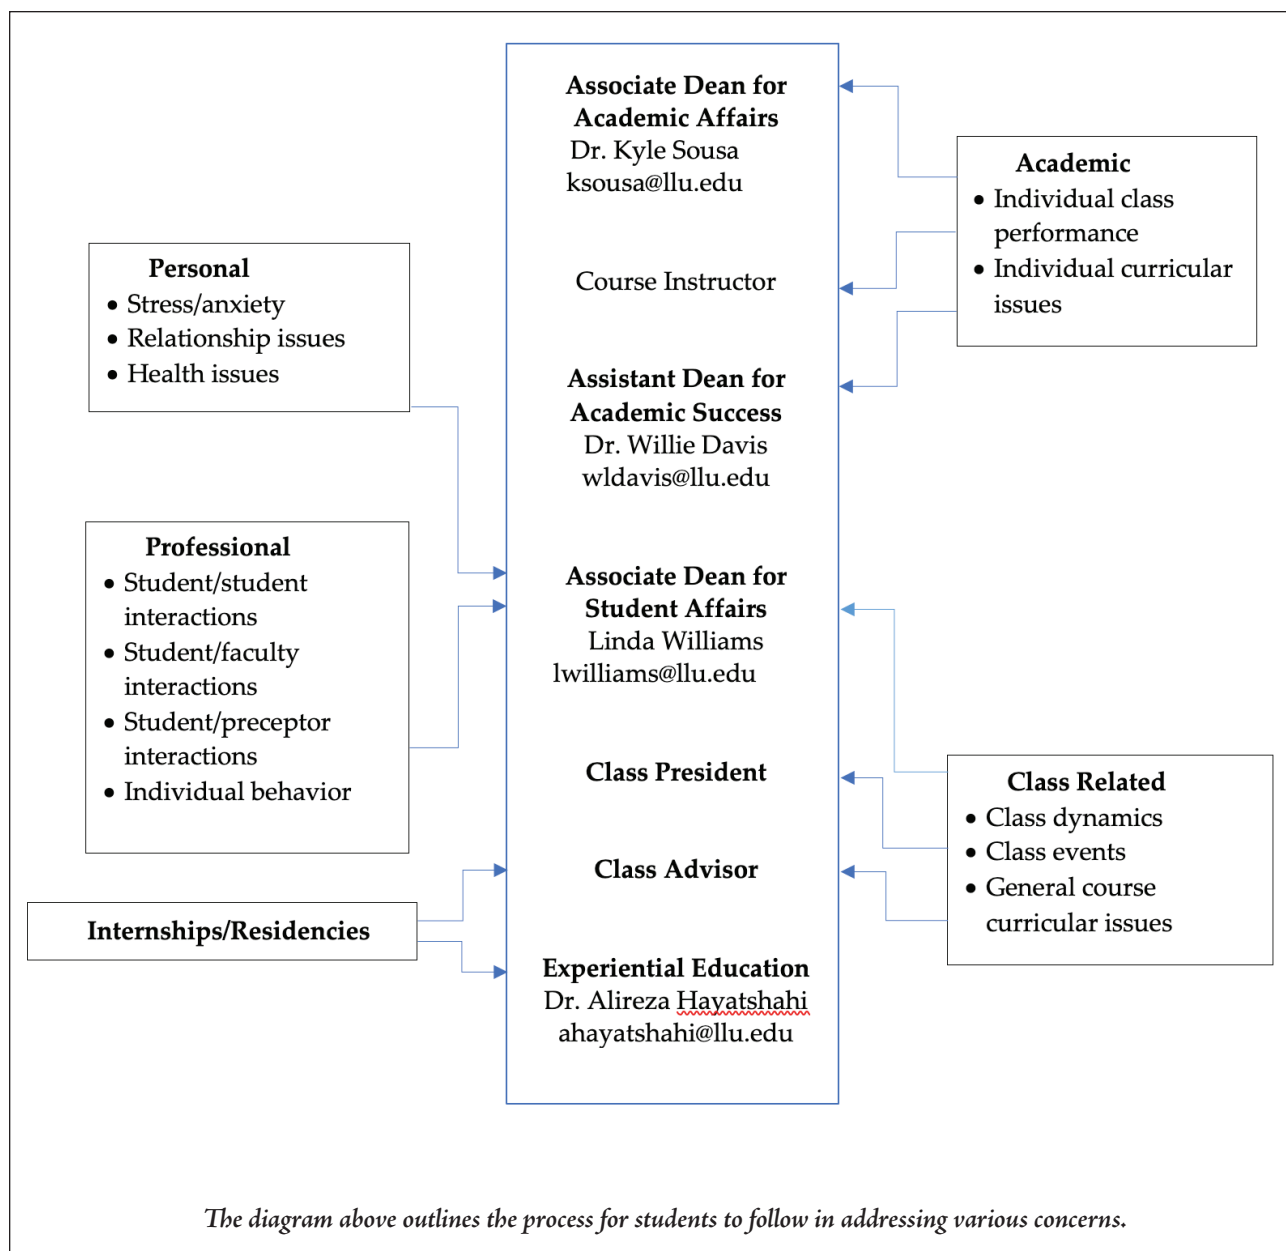 Associate Dean for
Academic Affairs
Dr. Kyle Sousa
ksousa@llu.edu
Course Instructor
Assistant Dean for
Academic Success
Dr. Willie Davis
wldavis@llu.edu
Associate Dean for
Student Affairs
Linda Williams
lwilliams@llu.edu
Class President
Class Advisor
Experiential Education
Dr. Alireza Hayatshahi
ahayatshahi@llu.edu
Personal
• Stress/anxiety
• Relationship issues
• Health issues
Professional
• Student/student
interactions
• Student/faculty
interactions
• Student/preceptor
interactions
• Individual behavior
Internships/Residencies
Academic
• Individual class
performance
• Individual curricular
issues
Class Related
• Class dynamics
• Class events
• General course
curricular issues
The diagram above outlines the process for students to follow in addressing various concerns.